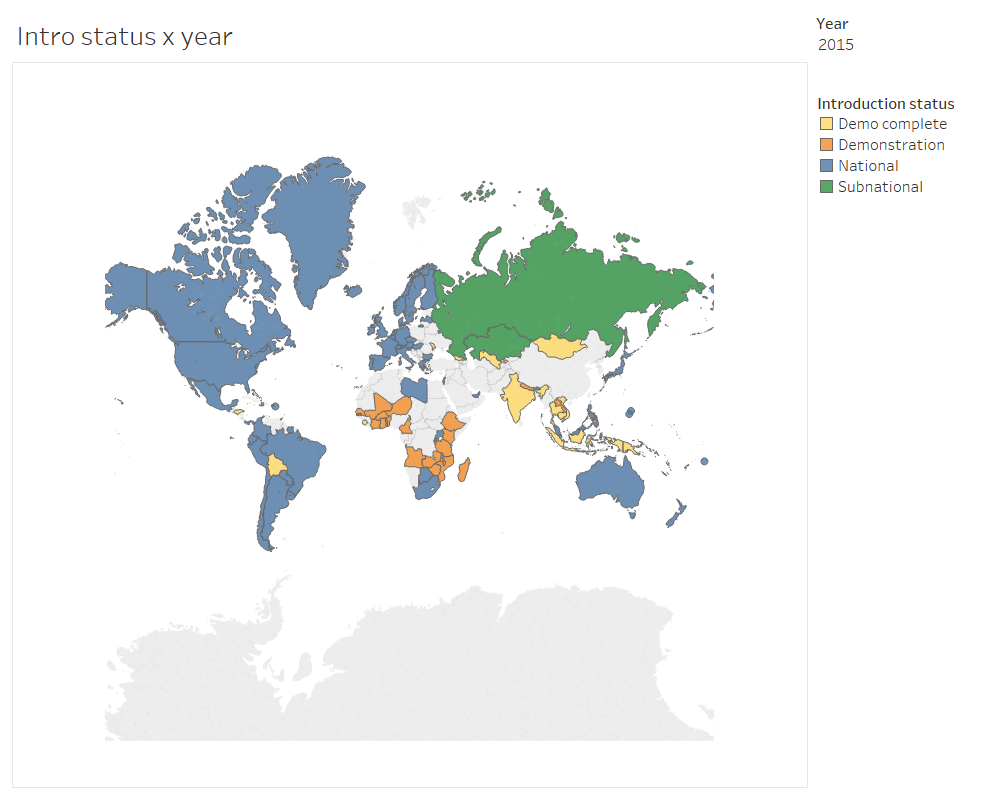 Intro status x year
Year
2015
Introduction status
Demo complete
Demonstration
National
Subnational